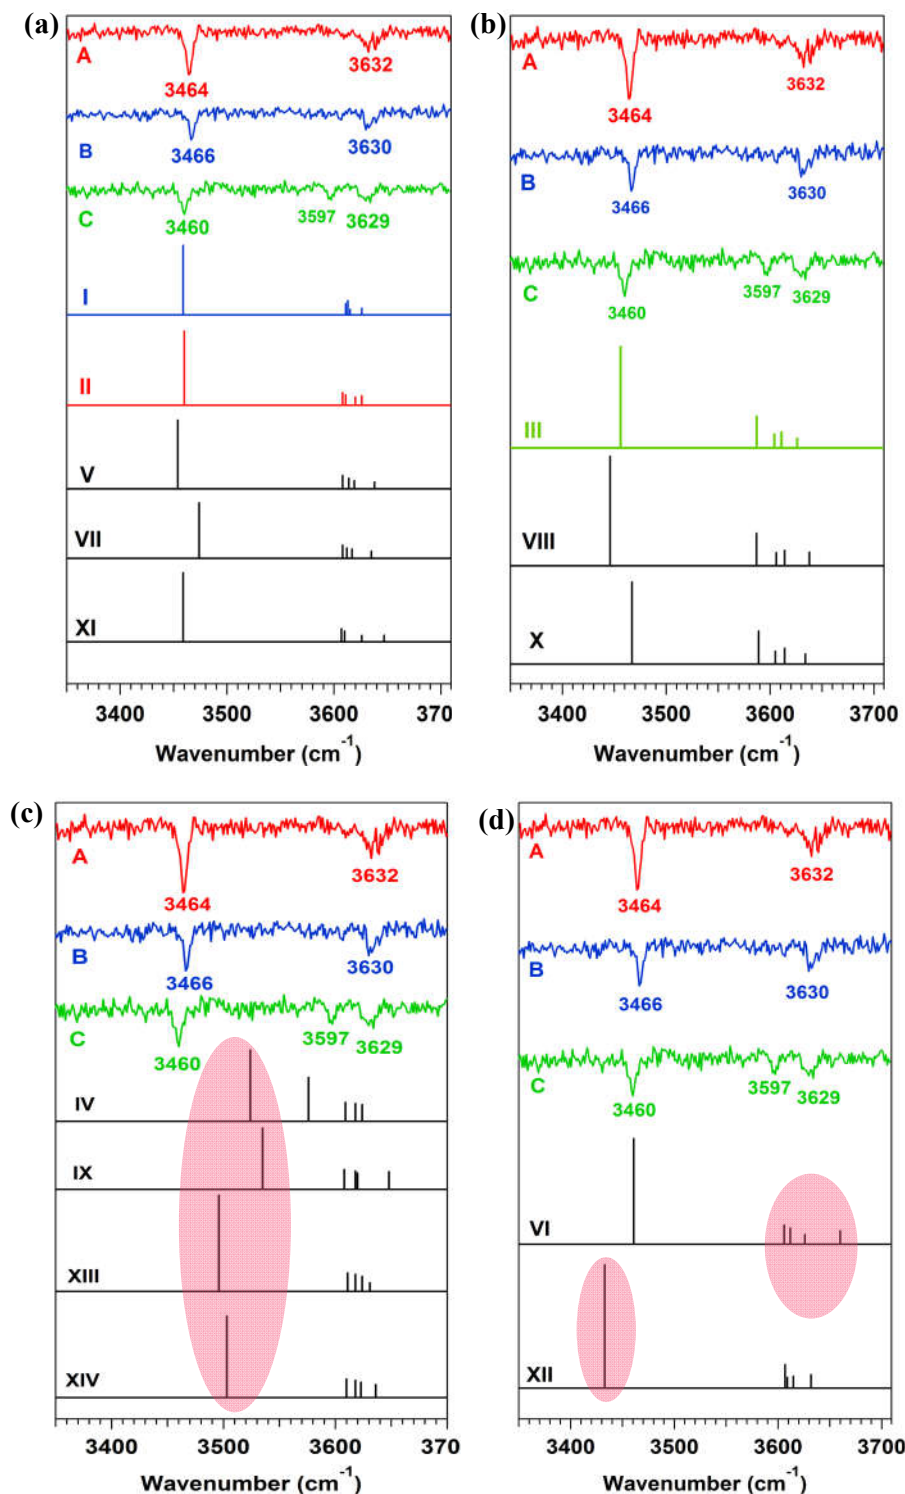 (a)
A
3464
3632
B
3466
3630
C
3460
3597
3629
I
II
V
VII
XI
3400
3500
3600
370
Wavenumber (cm-1)
(b)
A
3464
3632
B
3466
3630
C
3460
3597
3629
III
VIII
X
3400
3500
3600
3700
Wavenumber (cm-1)
(c)
A
3464
3632
B
3466
3630
C
3460
3597
3629
IV
IX
XIII
XIV
3400
3500
3600
370
Wavenumber (cm-1)
(d)
A
3464
3632
B
3466
3630
C
3460
3597
3629
VI
XII
3400
3500
3600
3700
Wavenumber (cm-1)